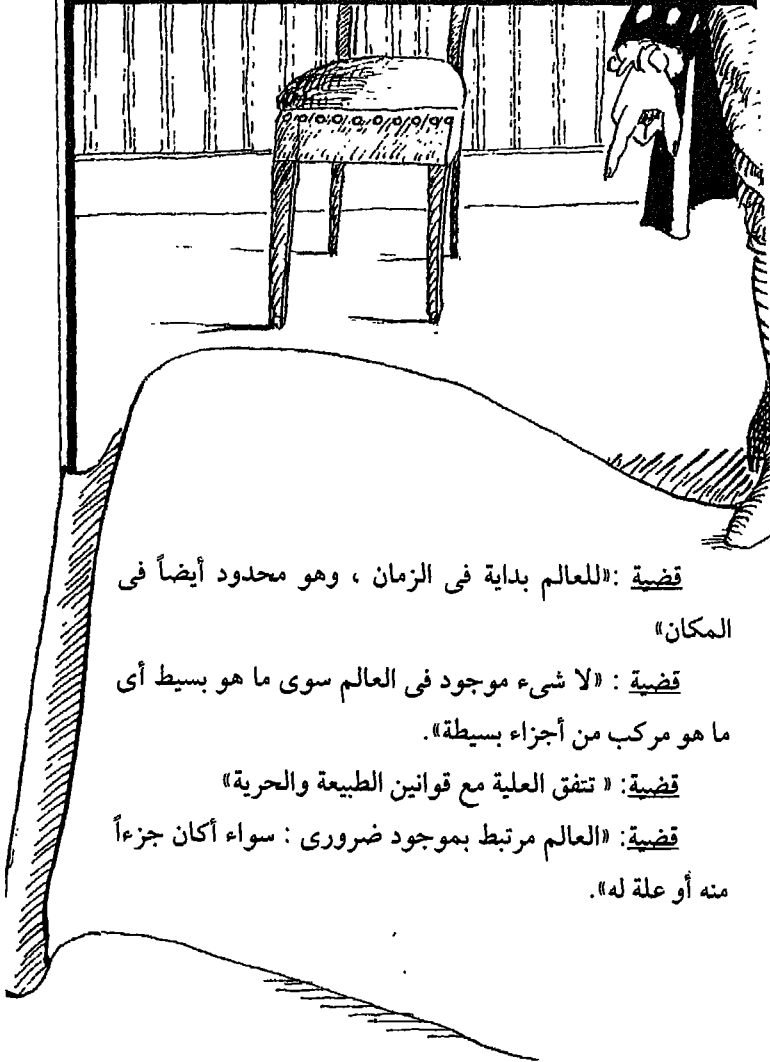 قضية :«للعالم بداية فى الزمان ، وهو محدود أيضاً فى
المكان»
قضية : «لا شىء موجود فى العالم سوى ما هو بسيط أى
ما هو مركب من أجزاء بسيطة».
قضية: « تتفق العلية مع قوانين الطبيعة والحرية»
قضية: «العالم مرتبط بموجود ضرورى : سواء أكان جزءاً
منه أو علة له».